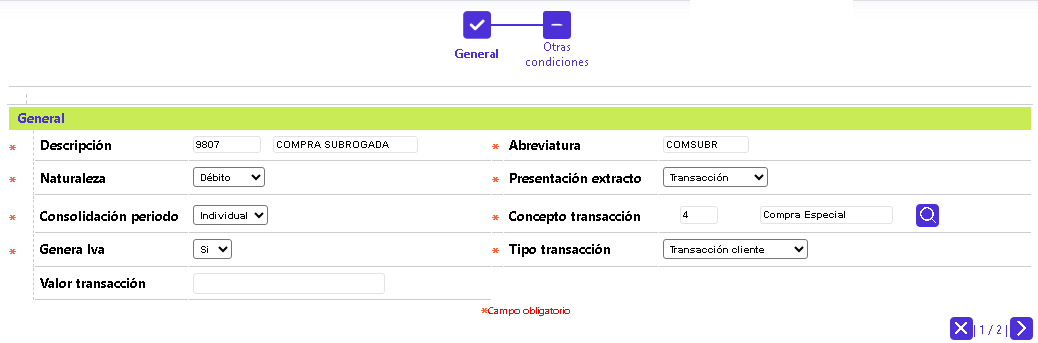 General
Otras
condiciones
General
* Descripción 9807 COMPRA SUBROGADA * Abreviatura COMSUBR
* Naturaleza Débito * Presentación extracto Transacción
* Consolidación periodo Individual * Concepto transacción 4 Compra Especial
* Genera Iva Si * Tipo transacción Transacción cliente
Valor transacción
*Campo obligatorio
| 1 / 2 |